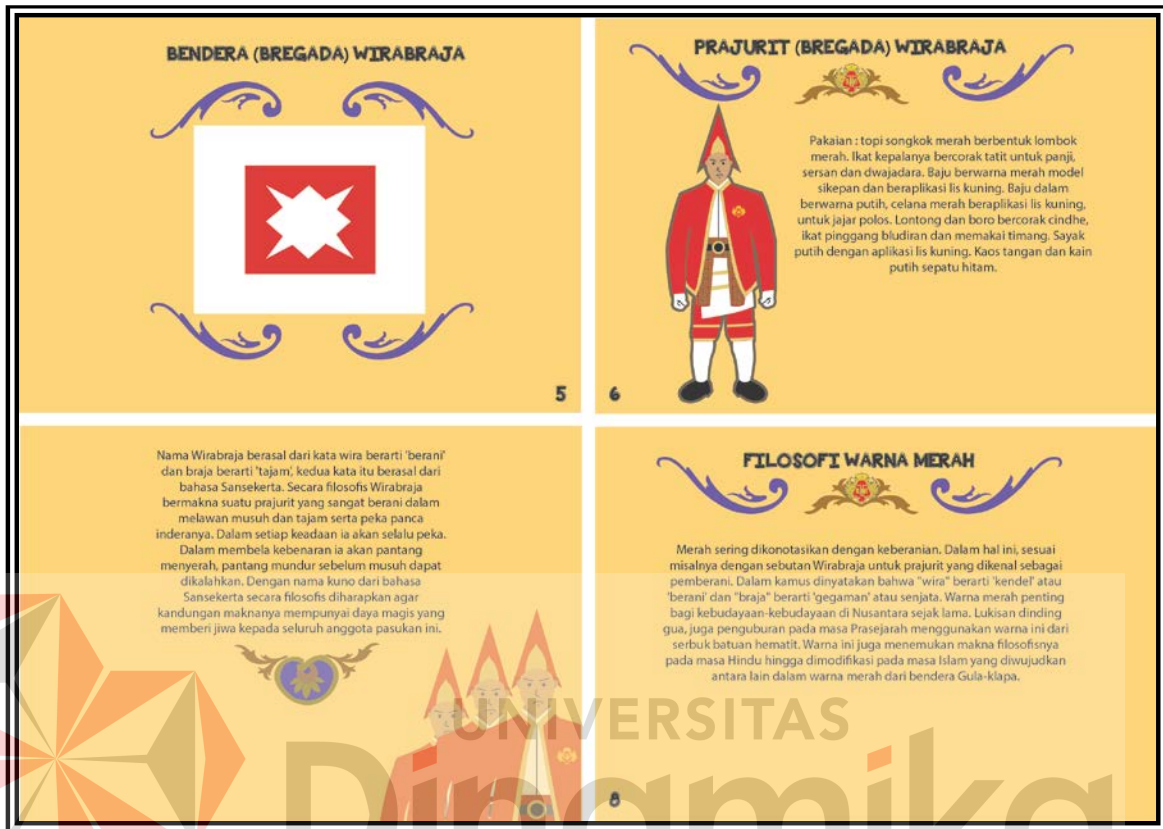 BENDERA (BREGADA) WIRABRAJA
5
PRAJURIT (BREGADA) WIRABRAJA
Pakaian : topi songkok merah berbentuk lombok
merah. Ikat kepalanya bercorak tatit untuk panji,
sersan dan dwajadara. Baju berwarna merah model
sikepan dan beraplikasi lis kuning. Baju dalam
berwarna putih, celana merah beraplikasi lis kuning,
untuk jajar polos. Lontong dan boro bercorak cindhe,
ikat pinggang bludiran dan memakai timang. Sayak
putih dengan aplikasi lis kuning. Kaos tangan dan kain
putih sepatu hitam.
6
Nama Wirabraja berasal dari kata wira berarti 'berani'
dan braja berarti 'tajam', kedua kata itu berasal dari
bahasa Sansekerta. Secara filosofis Wirabraja
bermakna suatu prajurit yang sangat berani dalam
melawan musuh dan tajam serta peka panca
inderanya. Dalam setiap keadaan ia akan selalu peka.
Dalam membela kebenaran ia akan pantang
menyerah, pantang mundur sebelum musuh dapat
dikalahkan. Dengan nama kuno dari bahasa
Sansekerta secara filosofis diharapkan agar
kandungan maknanya mempunyai daya magis yang
memberi jiwa kepada seluruh anggota pasukan ini.
FILOSOFI WARNA MERAH
Merah sering dikonotasikan dengan keberanian. Dalam hal ini, sesuai
misalnya dengan sebutan Wirabraja untuk prajurit yang dikenal sebagai
pemberani. Dalam kamus dinyatakan bahwa "wira" berarti 'kendel' atau
'berani' dan "braja" berarti 'gegaman' atau senjata. Warna merah penting
bagi kebudayaan-kebudayaan di Nusantara sejak lama. Lukisan dinding
gua, juga penguburan pada masa Prasejarah menggunakan warna ini dari
serbuk batuan hematit. Warna ini juga menemukan makna filosofisnya
pada masa Hindu hingga dimodifikasi pada masa Islam yang diwujudkan
antara lain dalam warna merah dari bendera Gula-klapa.
8
UNIVERSITAS
Dinamika